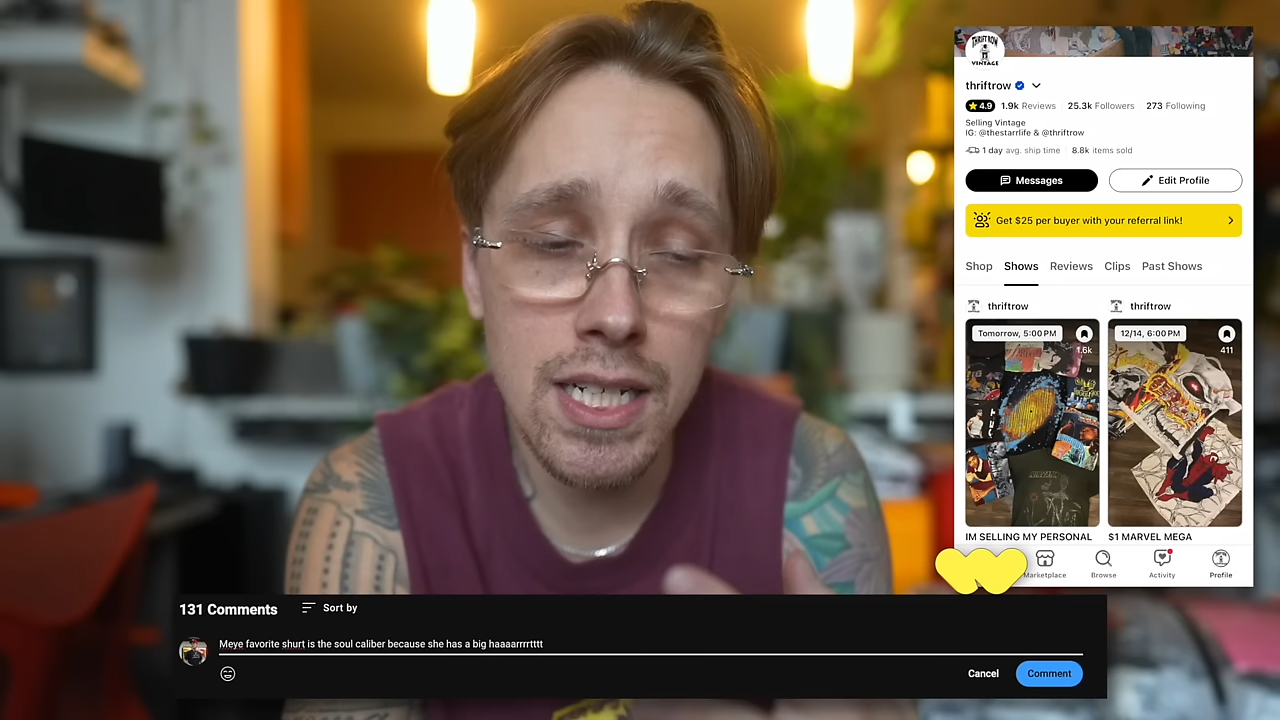 THRIFT ROW
VINTAGE
thriftrow
4.9 1.9k Reviews 25.3k Followers 273 Following
Selling Vintage
IG: @thestarrlife & @thriftrow
1 day avg. ship time 8.8k items sold
Messages Edit Profile
Get $25 per buyer with your referral link!
Shop Shows Reviews Clips Past Shows
thriftrow thriftrow
Tomorrow, 5:00 PM 12/14, 6:00 PM
1.6k 411
IM SELLING MY PERSONAL $1 MARVEL MEGA
Marketplace Browse Activity Profile
131 Comments Sort by
Meye favorite shurt is the soul caliber because she has a big haaaarrrrtttt
Cancel Comment